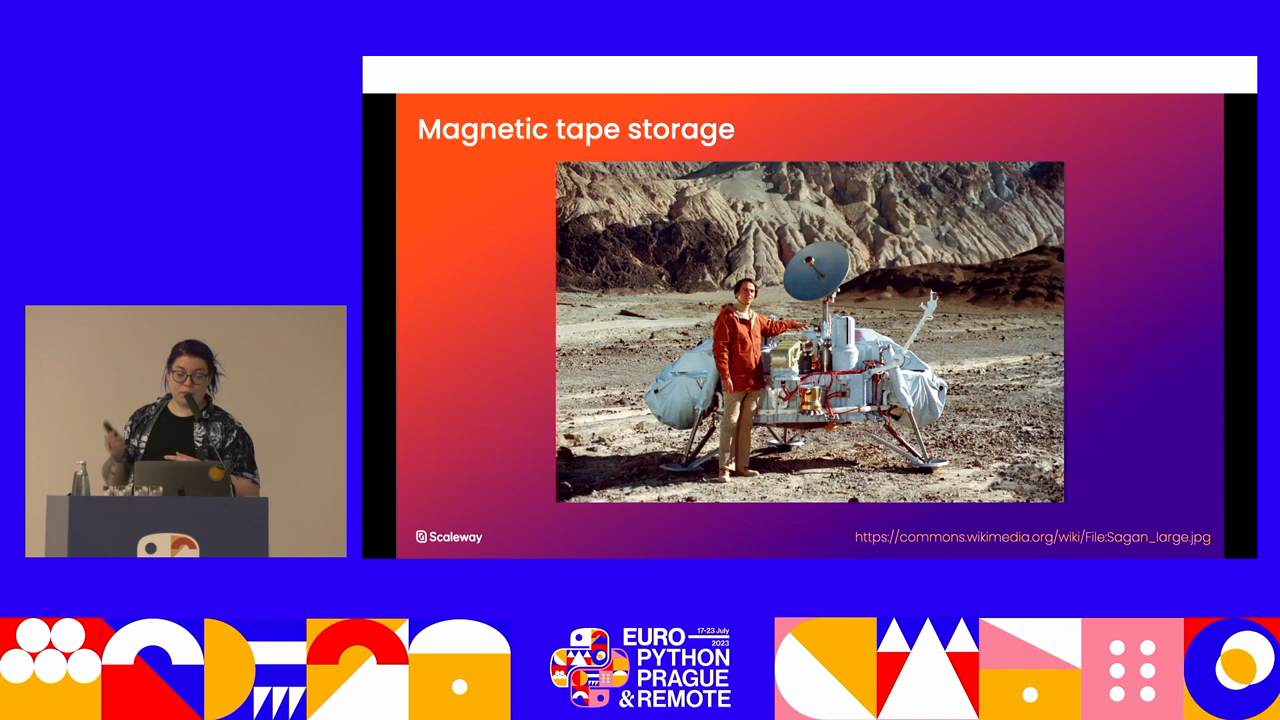 Magnetic tape storage
Scaleway
https://commons.wikimedia.org/wiki/File:Sagan_large.jpg
EURO
17-23 July
2023
PYTHON
PRAGUE
& REMOTE